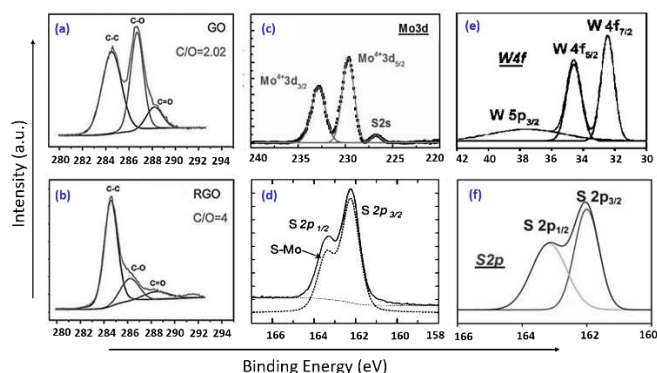 (a)
GO
C/O=2.02
C-C
C-O
C=O
280 282 284 286 288 290 292 294
(b)
RGO
C/O=4
C-C
C-O
C=O
280 282 284 286 288 290 292 294
(c)
Mo3d
Mo⁴⁺3d₃/₂
Mo⁴⁺3d₅/₂
S2s
240 235 230 225 220
(d)
S 2p₁/₂
S 2p₃/₂
S-Mo
166 164 162 160 158
(e)
W4f
W 4f₇/₂
W 4f₅/₂
W 5p₃/₂
42 38 34 30
(f)
S 2p₃/₂
S 2p₁/₂
S2p
166 164 162 160
Intensity (a.u.)
Binding Energy (eV)